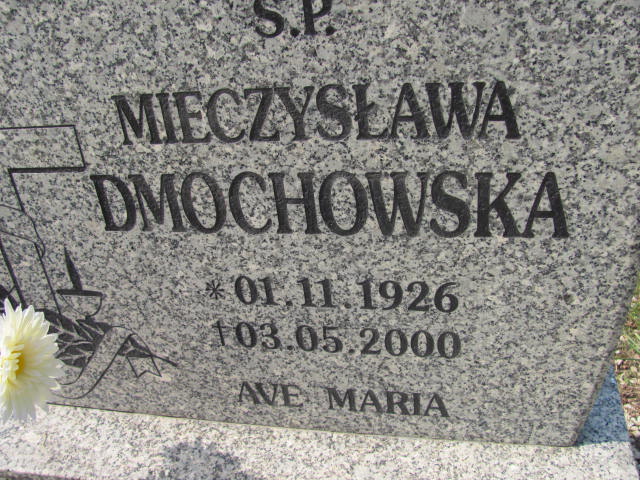 Ś.P.
MIECZYSŁAWA
DMOCHOWSKA
* 01.11.1926
† 03.05.2000
AVE MARIA